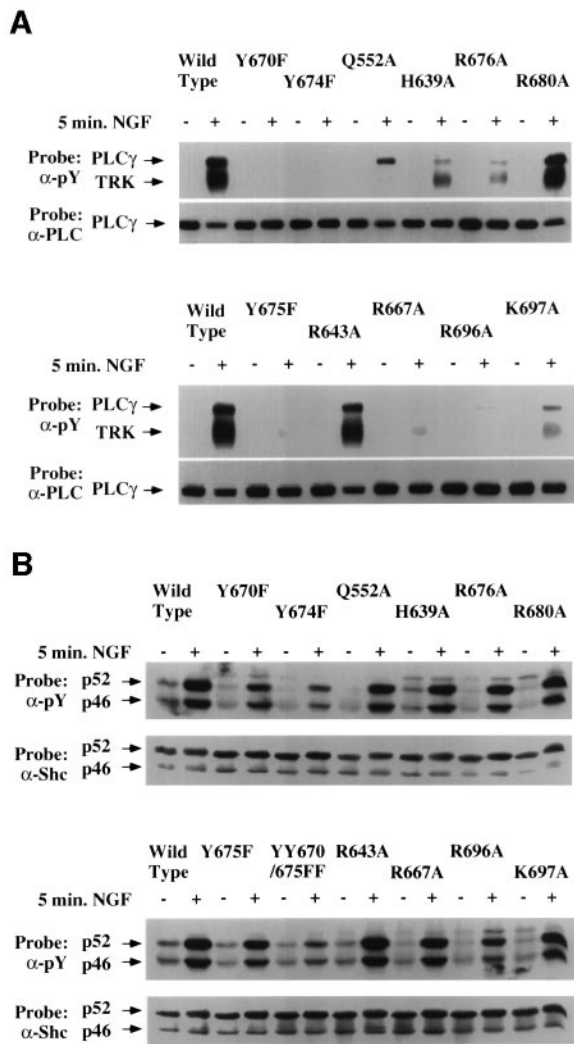 A
Wild Y670F Q552A R676A
Type Y674F H639A R680A
5 min. NGF - + - + - + - + - + - + - +
Probe: PLCγ
α-pY TRK
Probe: PLCγ
α-PLC
Wild Y675F R667A K697A
Type R643A R696A
5 min. NGF - + - + - + - + - + - +
Probe: PLCγ
α-pY TRK
Probe: PLCγ
α-PLC
B
Wild Y670F Q552A R676A
Type Y674F H639A R680A
5 min. NGF - + - + - + - + - + - + - +
Probe: p52
α-pY p46
Probe: p52
α-Shc p46
Wild Y675F YY670 R643A R696A
Type /675FF R667A K697A
5 min. NGF - + - + - + - + - + - + - +
Probe: p52
α-pY p46
Probe: p52
α-Shc p46